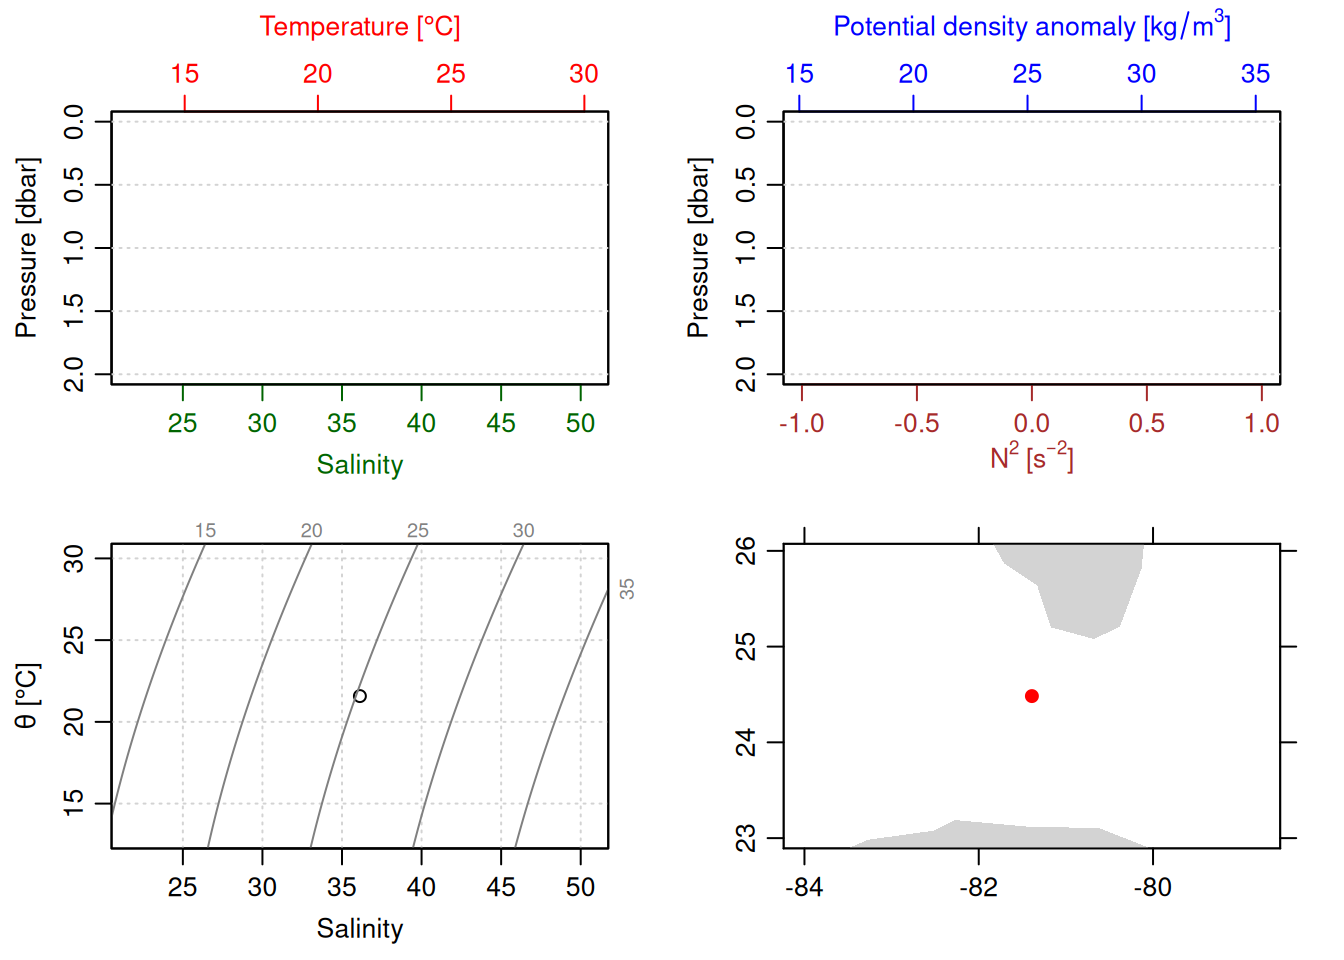 Temperature [°C]
15 20 25 30
0.0 0.5 1.0 1.5 2.0
Pressure [dbar]
25 30 35 40 45 50
Salinity
Potential density anomaly [kg/m³]
15 20 25 30 35
0.0 0.5 1.0 1.5 2.0
Pressure [dbar]
-1.0 -0.5 0.0 0.5 1.0
N² [s⁻²]
15 20 25 30
35
30 25 20 15
θ [°C]
25 30 35 40 45 50
Salinity
26 25 24 23
-84 -82 -80